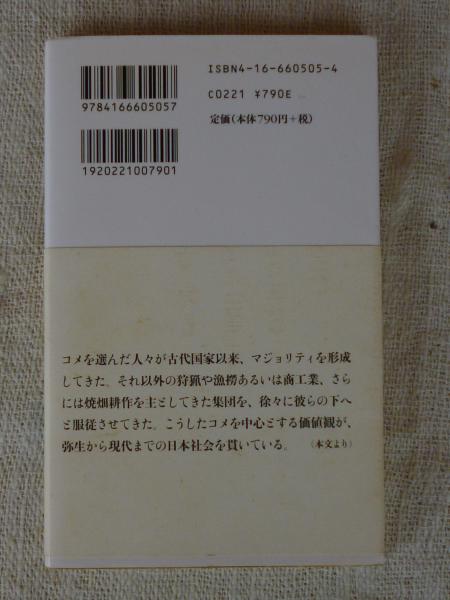 ISBN4-16-660505-4
C0221 ¥790E
定価(本体790円+税)
9784166605057
1920221007901
コメを選んだ人々が古代国家以来、マジョリティを形成
してきた。それ以外の狩猟や漁撈あるいは商工業、さら
には焼畑耕作を主としてきた集団を、徐々に彼らの下へ
と服従させてきた。こうしたコメを中心とする価値観が、
弥生から現代までの日本社会を貫いている。 (本文より)